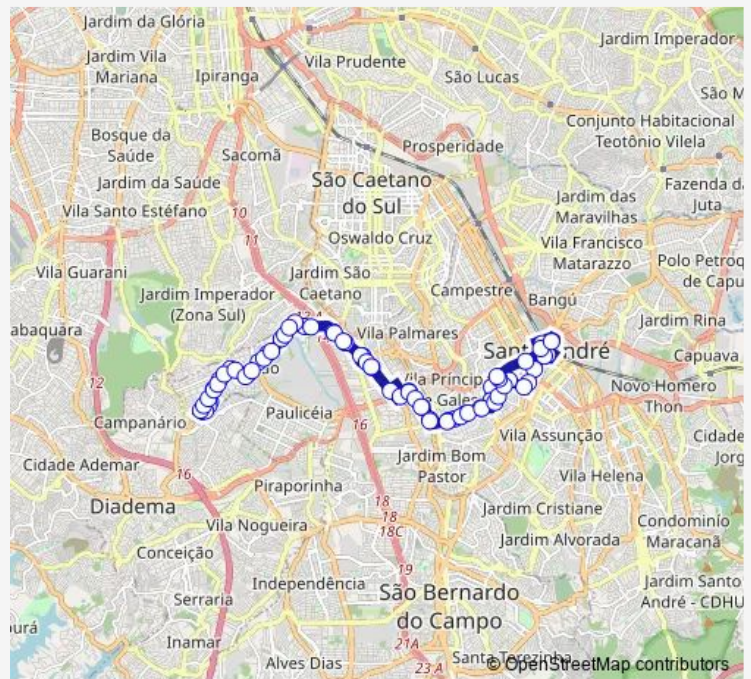 Jardim da Glória
Jardim Imperador
Jardim Vila
Mariana
Vila Prudente
Ipiranga
São Lucas
São M
Bosque da
Saúde
Conjunto Habitacional
Teotônio Vilela
Sacomã
Prosperidade
Jardim da Saúde
São Caetano
do Sul
Fazenda da
Juta
Jardim das
Maravilhas
Vila Santo Estéfano
10
11
Oswaldo Cruz
Vila Francisco
Matarazzo
Vila Guarani
Jardim São
Caetano
Polo Petroq
de Capu
Jardim Imperador
(Zona Sul)
Campestre
Bangú
abaquara
Vila Palmares
Jardim Rina
Capuava
12
Vila Princip
Gales
Novo Homero
Thon
Campanário
Paulicéia
16
Vila Assunção
Cidade
Jorg
Cidade Ademar
16
Jardim Bom
Pastor
Vila Helena
Piraporinha
Diadema
18
18
18C
Jardim Cristiane
Vila Nogueira
Condominio
Maracanã
Conceição
Jardim Alvorada
19
Independência
São Bernardo
do Campo
Jardim Santo
André - CDHU
Serraria
urá
Inamar
21A
23 A
Alves Dias
Santa Terezinha
© OpenStreetMap contributors